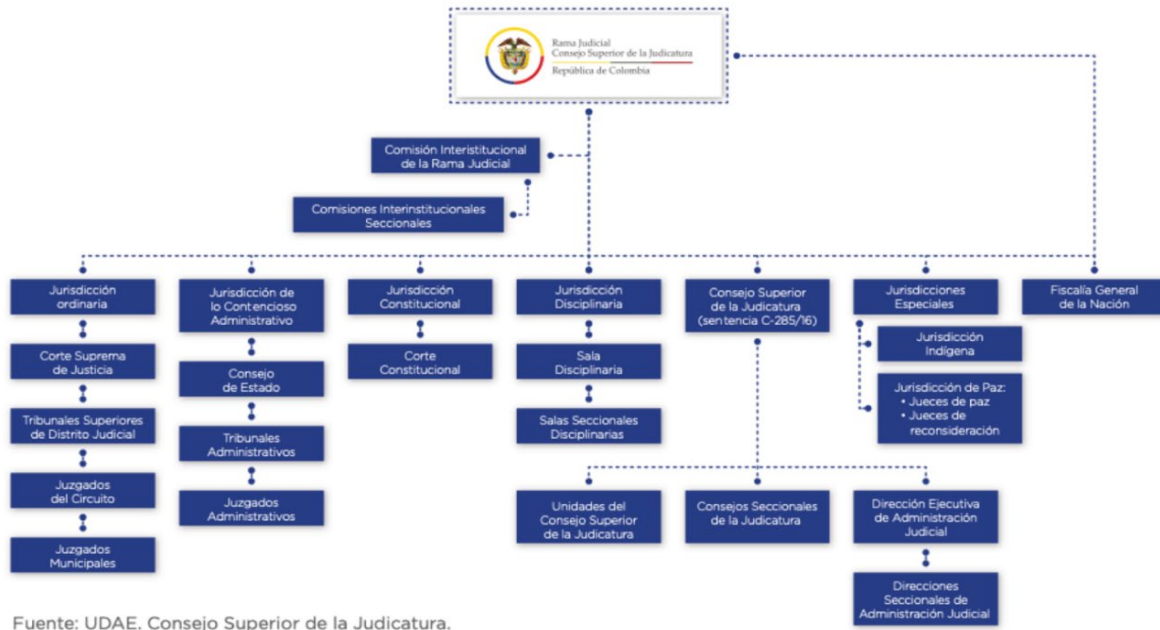 Rama Judicial
Consejo Superior de la Judicatura
República de Colombia
Comisión Interistitucional
de la Rama Judicial
Comisiones Interinstitucionales
Seccionales
Jurisdicción
ordinaria
Corte Suprema
de Justicia
Tribunales Superiores
de Distrito Judicial
Juzgados
del Circuito
Juzgados
Municipales
Jurisdicción de
lo Contencioso
Administrativo
Consejo
de Estado
Tribunales
Administrativos
Juzgados
Administrativos
Jurisdicción
Constitucional
Corte
Constitucional
Jurisdicción
Disciplinaria
Sala
Disciplinaria
Salas Seccionales
Disciplinarias
Consejo Superior
de la Judicatura
(sentencia C-285/16)
Unidades del
Consejo Superior
de la Judicatura
Consejos Seccionales
de la Judicatura
Dirección Ejecutiva
de Administración
Judicial
Direcciones
Seccionales de
Administración Judicial
Jurisdicciones
Especiales
Jurisdicción
Indígena
Jurisdicción de Paz:
• Jueces de paz
• Jueces de
reconsideración
Fiscalía General
de la Nación
Fuente: UDAE. Consejo Superior de la Judicatura.